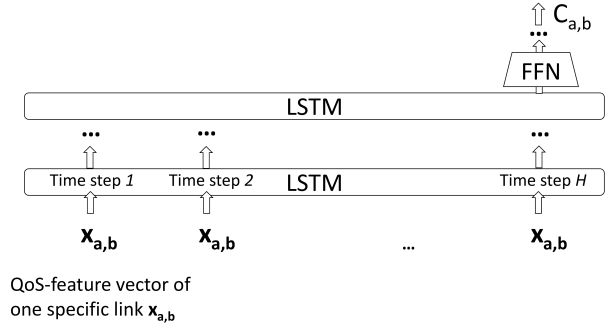 C_a,b
...
FFN
LSTM
... ... ...
Time step 1 Time step 2 LSTM Time step H
x_a,b x_a,b ... x_a,b
QoS-feature vector of
one specific link x_a,b